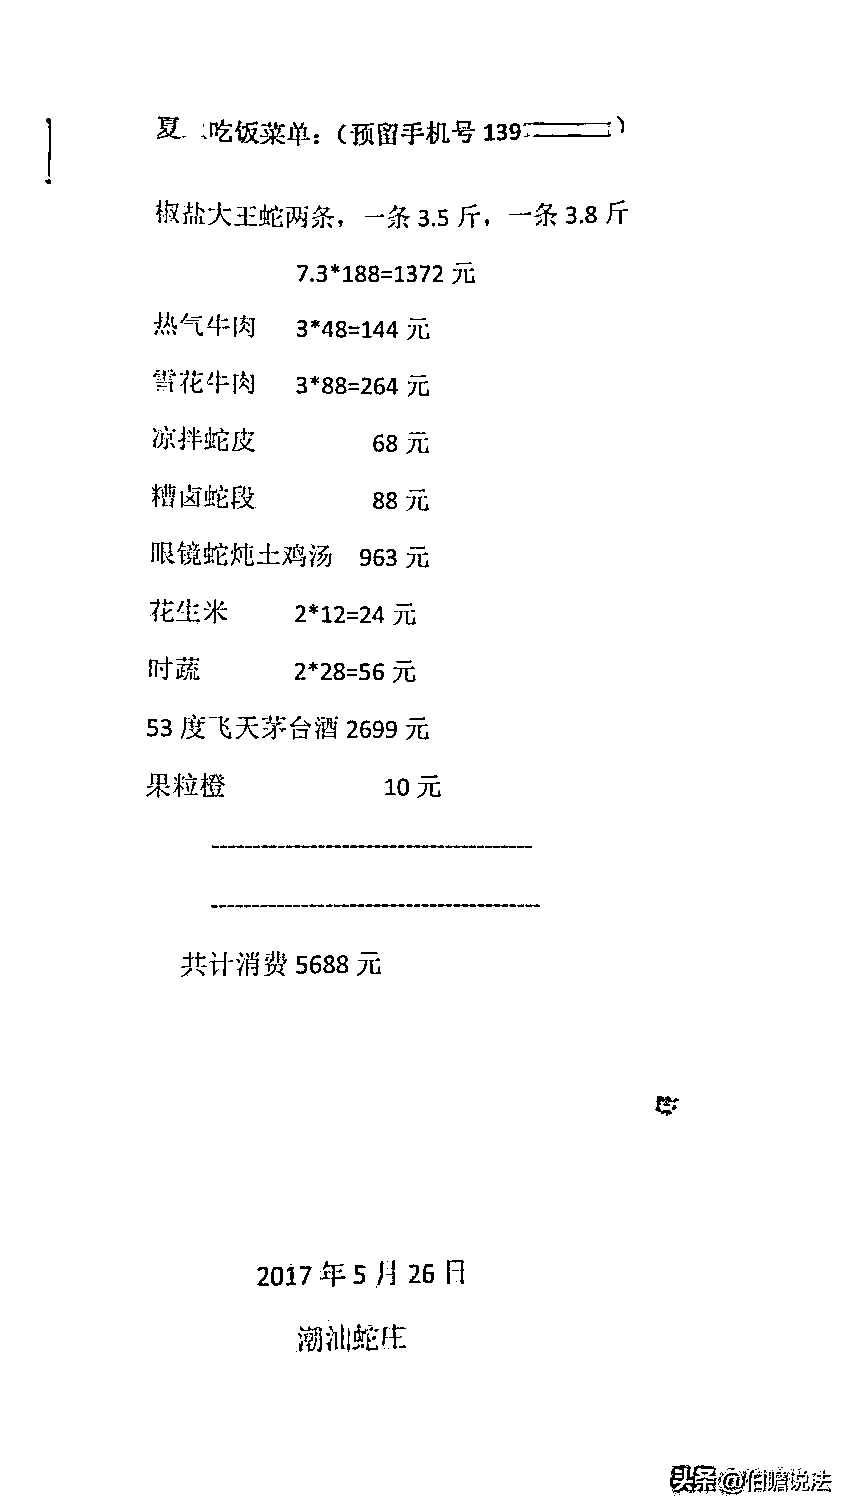 夏 吃饭菜单：（预留手机号 139 ）
椒盐大王蛇两条，一条 3.5 斤，一条 3.8 斤
7.3*188=1372 元
热气牛肉 3*48=144 元
雪花牛肉 3*88=264 元
凉拌蛇皮 68 元
糟卤蛇段 88 元
眼镜蛇炖土鸡汤 963 元
花生米 2*12=24 元
时蔬 2*28=56 元
53 度飞天茅台酒 2699 元
果粒橙 10 元
共计消费 5688 元
2017 年 5 月 26 日
潮汕蛇庄
头条 @伯瞻说法